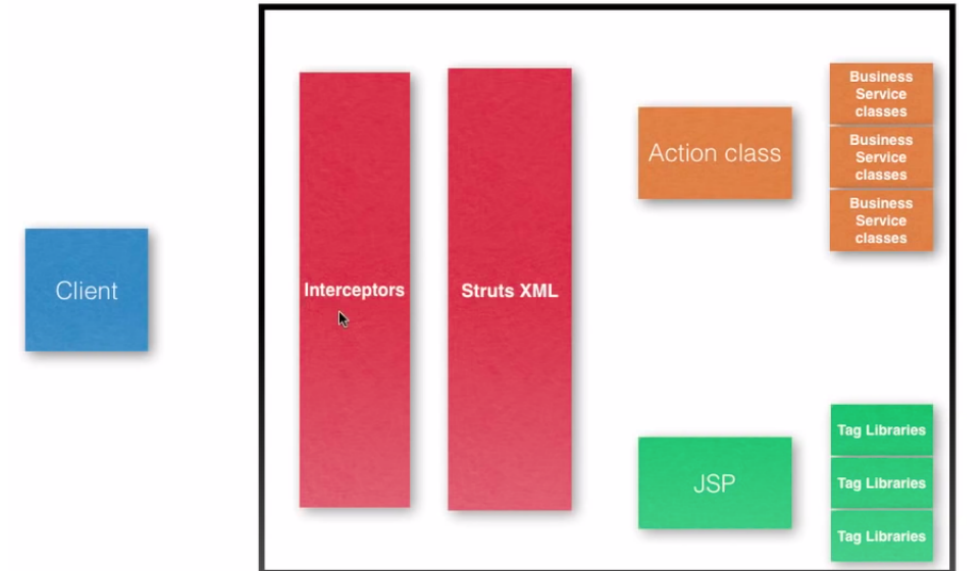 Client
Interceptors
Struts XML
Action class
Business
Service
classes
Business
Service
classes
Business
Service
classes
JSP
Tag Libraries
Tag Libraries
Tag Libraries